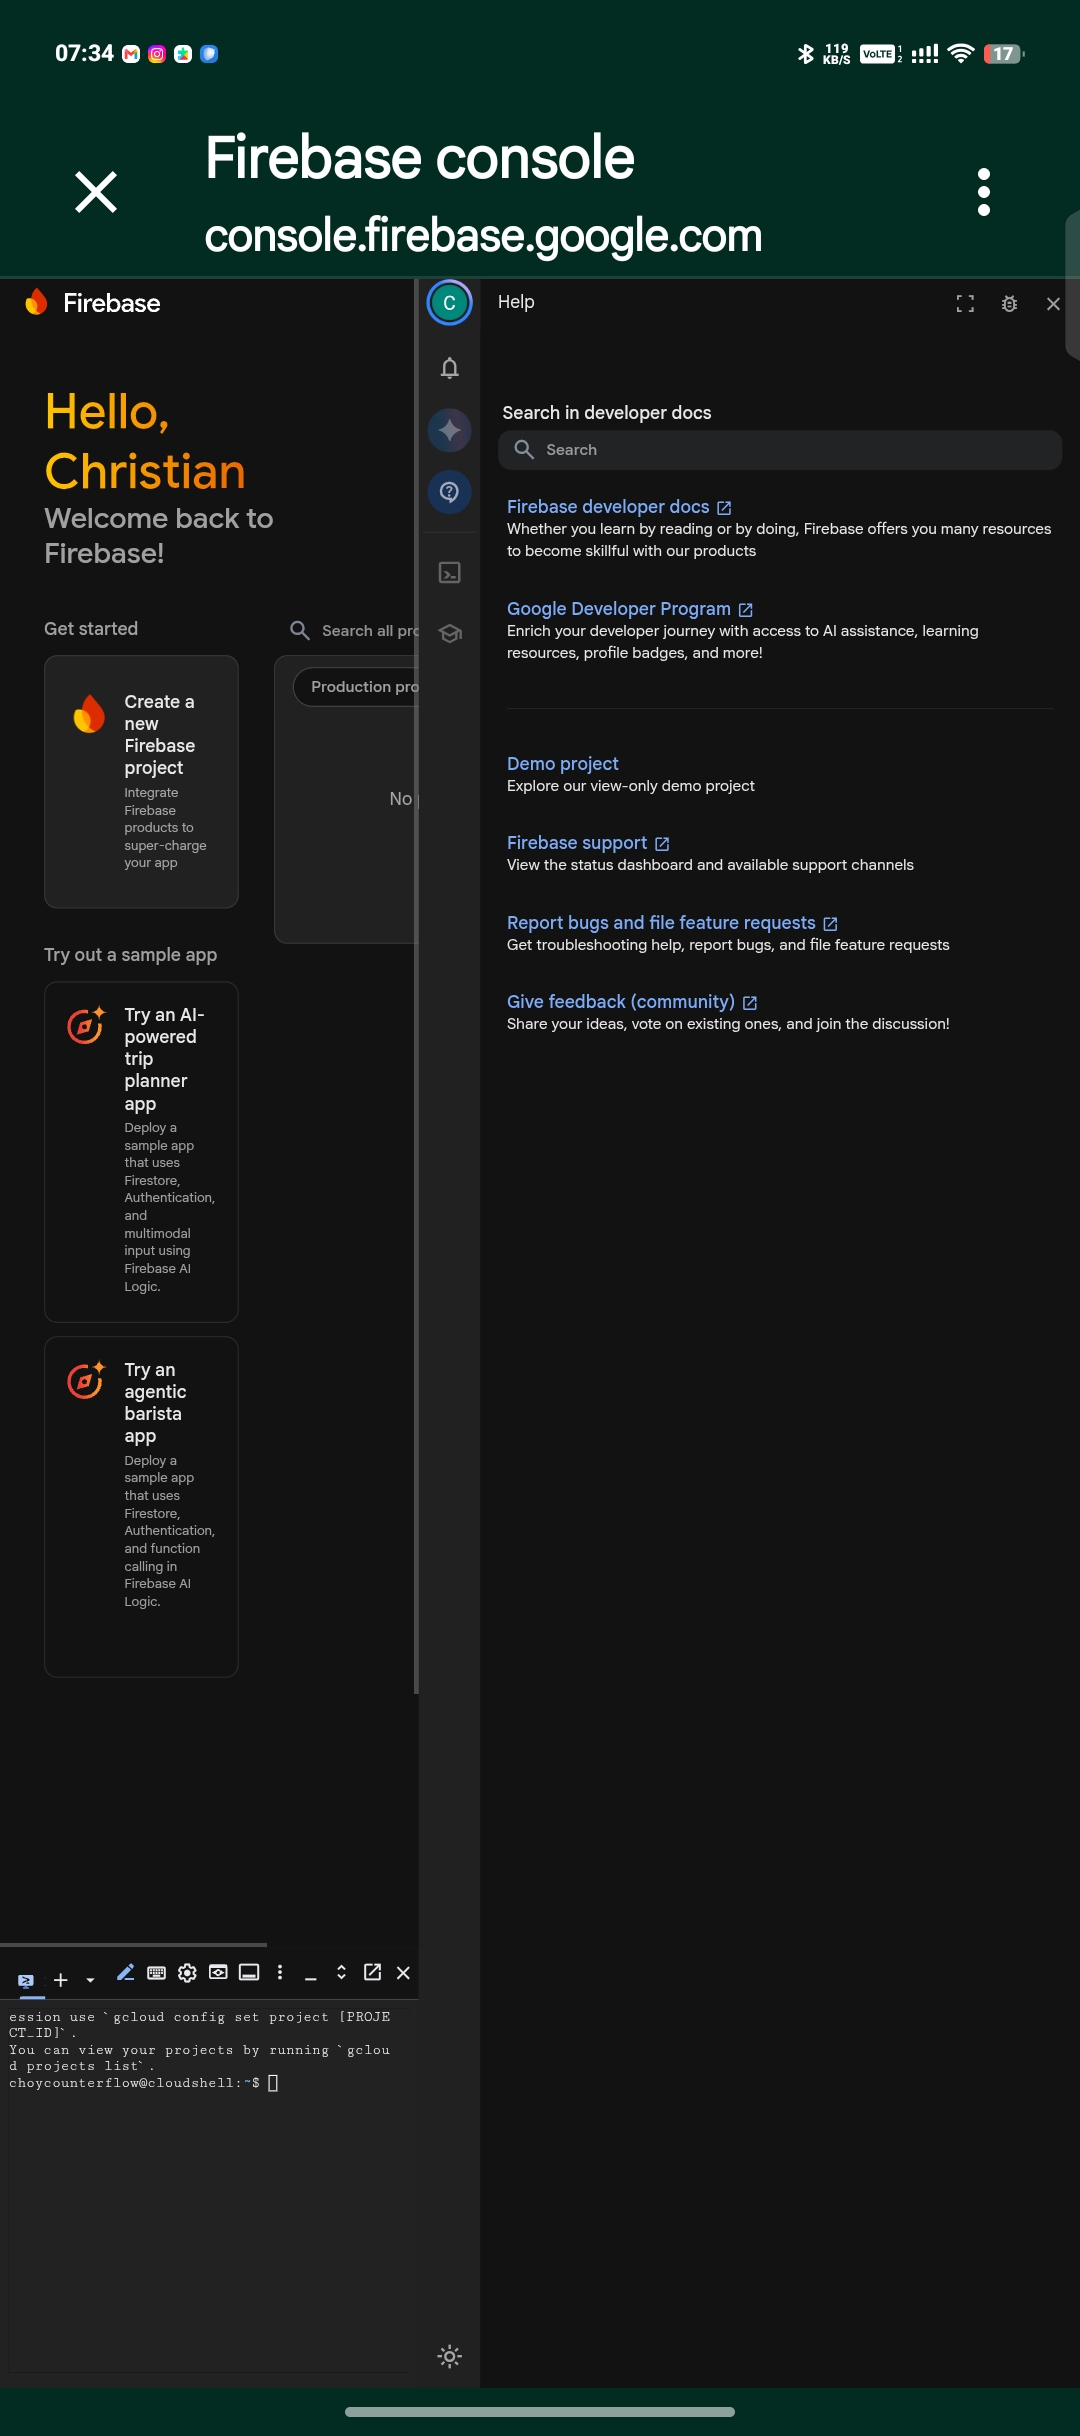 07:34
119
KB/S
VoLTE
1
2
17
Firebase console
console.firebase.google.com
Firebase
Hello,
Christian
Welcome back to
Firebase!
Get started
Search all pro
Create a
new
Firebase
project
Integrate
Firebase
products to
super-charge
your app
Production pro
No
Try out a sample app
Try an AI-
powered
trip
planner
app
Deploy a
sample app
that uses
Firestore,
Authentication,
and
multimodal
input using
Firebase AI
Logic.
Try an
agentic
barista
app
Deploy a
sample app
that uses
Firestore,
Authentication,
and function
calling in
Firebase AI
Logic.
ession use `gcloud config set project [PROJE
CT_ID]`.
You can view your projects by running `gclou
d projects list`.
choycounterflow@cloudshell:~$
C
Help
Search in developer docs
Search
Firebase developer docs
Whether you learn by reading or by doing, Firebase offers you many resources
to become skillful with our products
Google Developer Program
Enrich your developer journey with access to AI assistance, learning
resources, profile badges, and more!
Demo project
Explore our view-only demo project
Firebase support
View the status dashboard and available support channels
Report bugs and file feature requests
Get troubleshooting help, report bugs, and file feature requests
Give feedback (community)
Share your ideas, vote on existing ones, and join the discussion!